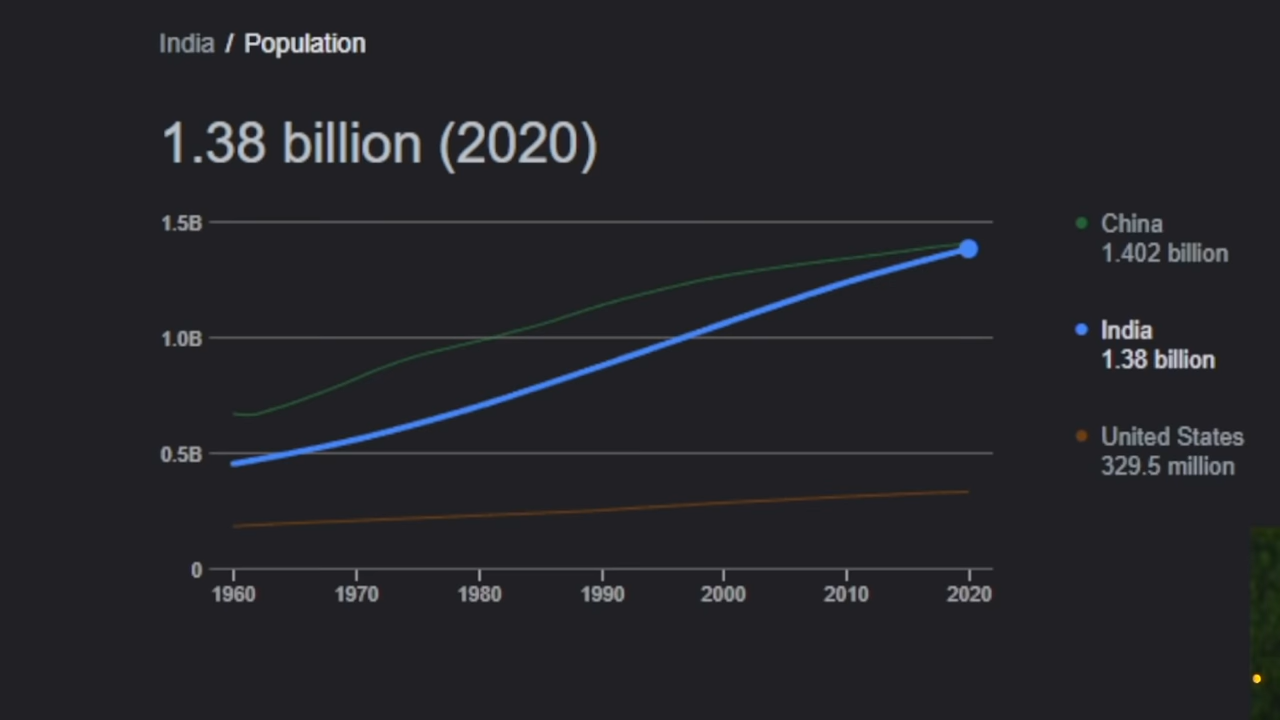 India / Population
1.38 billion (2020)
1.5B
1.0B
0.5B
0
1960 1970 1980 1990 2000 2010 2020
China
1.402 billion
India
1.38 billion
United States
329.5 million